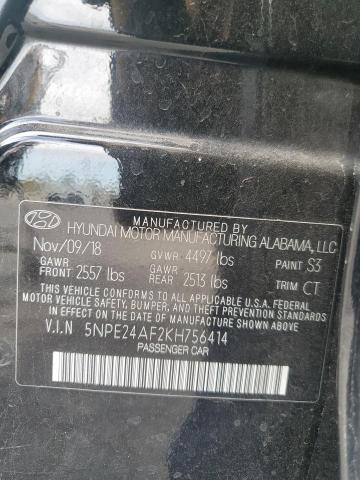 MANUFACTURED BY
HYUNDAI MOTOR MANUFACTURING ALABAMA, LLC
Nov/09/18 GVWR 4497 lbs PAINT S3
GAWR FRONT 2557 lbs GAWR REAR 2513 lbs TRIM CT
THIS VEHICLE CONFORMS TO ALL APPLICABLE U.S.A. FEDERAL
MOTOR VEHICLE SAFETY, BUMPER, AND THEFT PREVENTION STANDARDS
IN EFFECT ON THE DATE OF MANUFACTURE SHOWN ABOVE.
V.I.N 5NPE24AF2KH756414
PASSENGER CAR